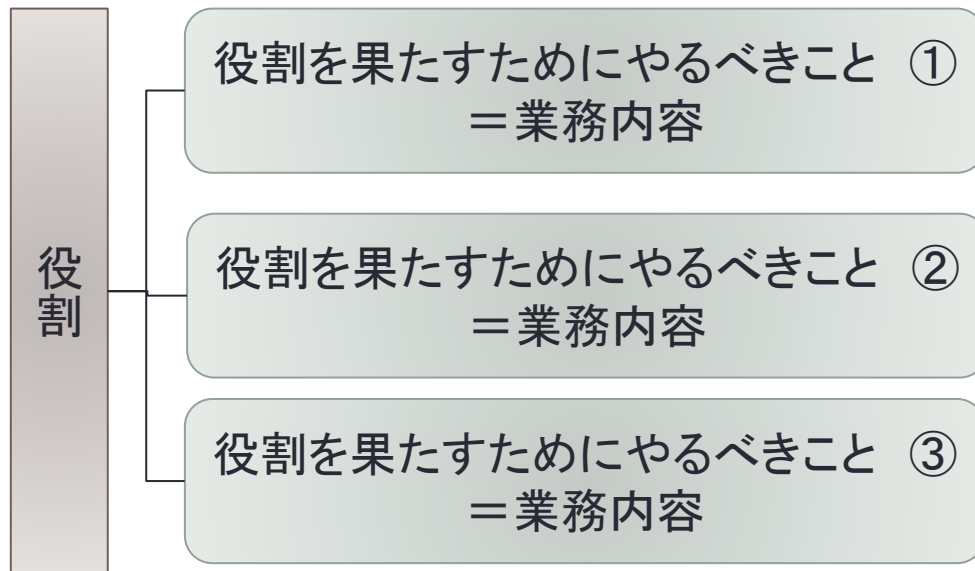 役割
役割を果たすためにやるべきこと ①
＝業務内容
役割を果たすためにやるべきこと ②
＝業務内容
役割を果たすためにやるべきこと ③
＝業務内容